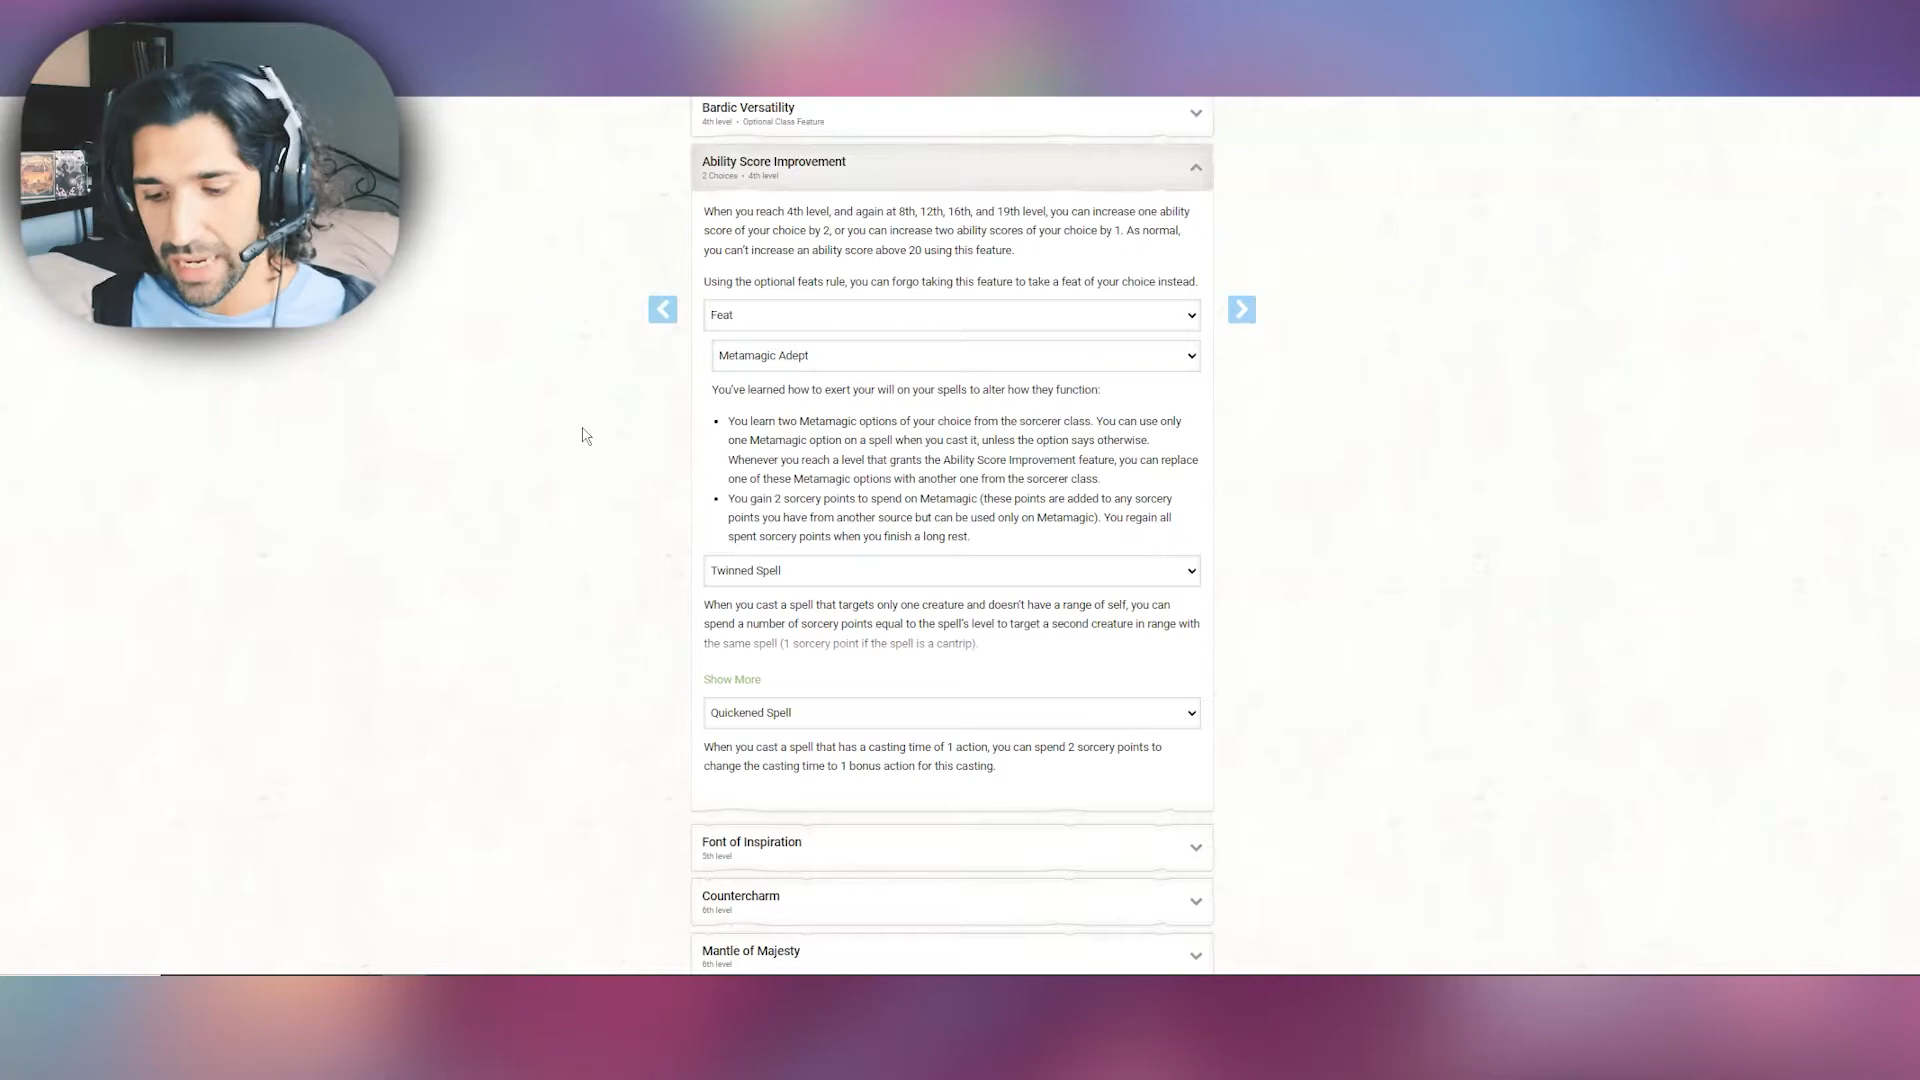 Bardic Versatility
4th level • Optional Class Feature
Ability Score Improvement
2 Choices • 4th level
When you reach 4th level, and again at 8th, 12th, 16th, and 19th level, you can increase one ability
score of your choice by 2, or you can increase two ability scores of your choice by 1. As normal,
you can't increase an ability score above 20 using this feature.
Using the optional feats rule, you can forgo taking this feature to take a feat of your choice instead.
Feat
Metamagic Adept
You've learned how to exert your will on your spells to alter how they function:
• You learn two Metamagic options of your choice from the sorcerer class. You can use only
one Metamagic option on a spell when you cast it, unless the option says otherwise.
Whenever you reach a level that grants the Ability Score Improvement feature, you can replace
one of these Metamagic options with another one from the sorcerer class.
• You gain 2 sorcery points to spend on Metamagic (these points are added to any sorcery
points you have from another source but can be used only on Metamagic). You regain all
spent sorcery points when you finish a long rest.
Twinned Spell
When you cast a spell that targets only one creature and doesn't have a range of self, you can
spend a number of sorcery points equal to the spell's level to target a second creature in range with
the same spell (1 sorcery point if the spell is a cantrip).
Show More
Quickened Spell
When you cast a spell that has a casting time of 1 action, you can spend 2 sorcery points to
change the casting time to 1 bonus action for this casting.
Font of Inspiration
5th level
Countercharm
6th level
Mantle of Majesty
6th level